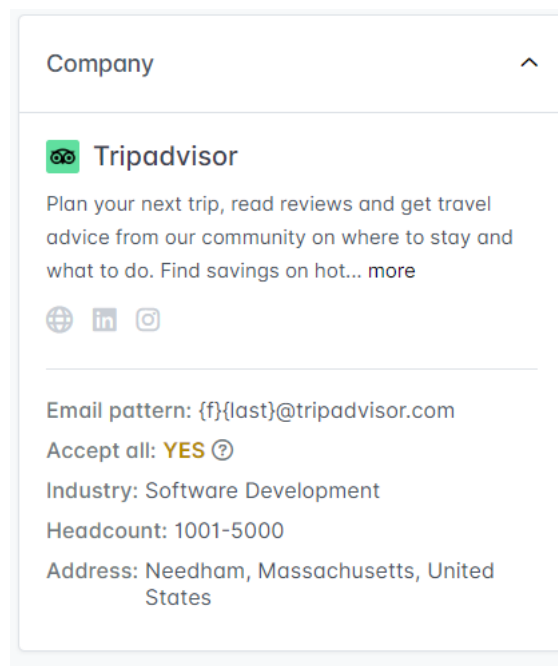 Company
Tripadvisor
Plan your next trip, read reviews and get travel
advice from our community on where to stay and
what to do. Find savings on hot... more
in
Email pattern: {f}{last}@tripadvisor.com
Accept all: YES ?
Industry: Software Development
Headcount: 1001-5000
Address: Needham, Massachusetts, United
States